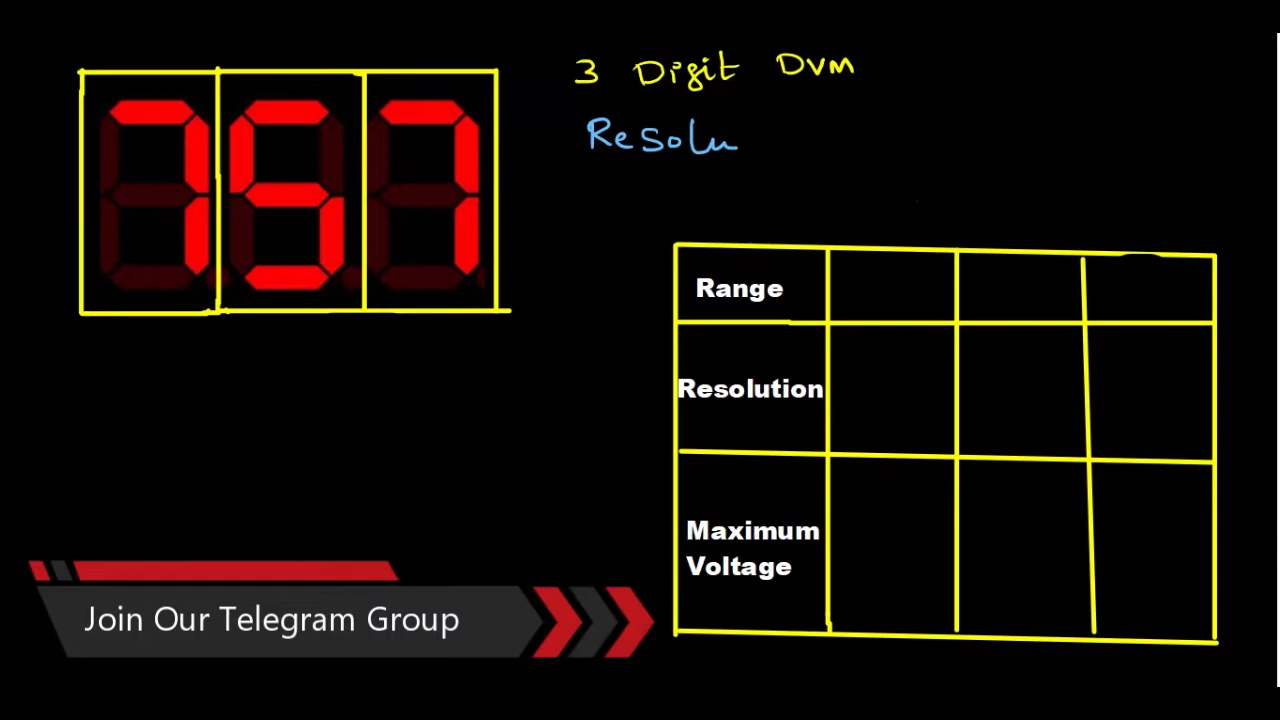 757
3 Digit DVM
Resolu
Range
Resolution
Maximum
Voltage
Join Our Telegram Group